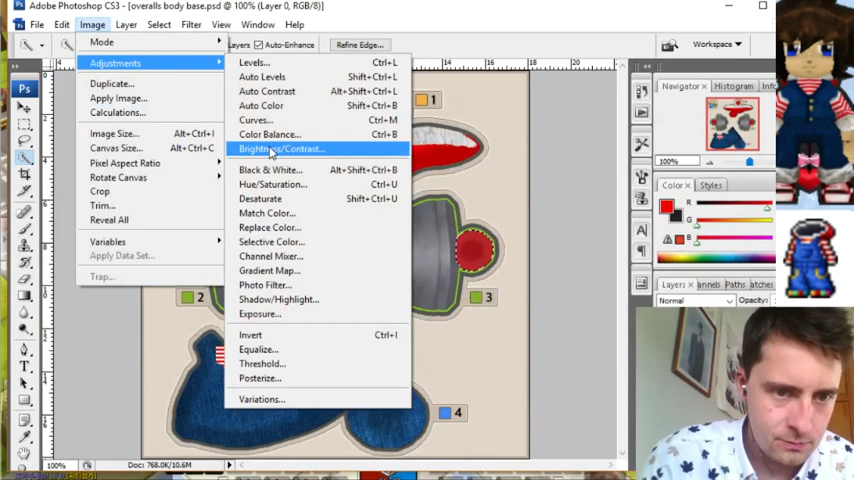 Adobe Photoshop CS3 - [overalls body base.psd @ 100% (Layer 0, RGB/8)]
File Edit Image Layer Select Filter View Window Help
Layers Auto-Enhance Refine Edge... Workspace
Mode
Adjustments
Duplicate...
Apply Image...
Calculations...
Image Size... Alt+Ctrl+I
Canvas Size... Alt+Ctrl+C
Pixel Aspect Ratio
Rotate Canvas
Crop
Trim...
Reveal All
Variables
Apply Data Set...
Trap...
Levels... Ctrl+L
Auto Levels Shift+Ctrl+L
Auto Contrast Alt+Shift+Ctrl+L
Auto Color Shift+Ctrl+B
Curves... Ctrl+M
Color Balance... Ctrl+B
Brightness/Contrast...
Black & White... Alt+Shift+Ctrl+B
Hue/Saturation... Ctrl+U
Desaturate Shift+Ctrl+U
Match Color...
Replace Color...
Selective Color...
Channel Mixer...
Gradient Map...
Photo Filter...
Shadow/Highlight...
Exposure...
Invert Ctrl+I
Equalize...
Threshold...
Posterize...
Variations...
1
2
3
4
Ps
Navigator Histogram Info
100%
Color Styles
R
G
B
Layers Paths
Normal Opacity:
100% Doc: 768.0K/10.6M